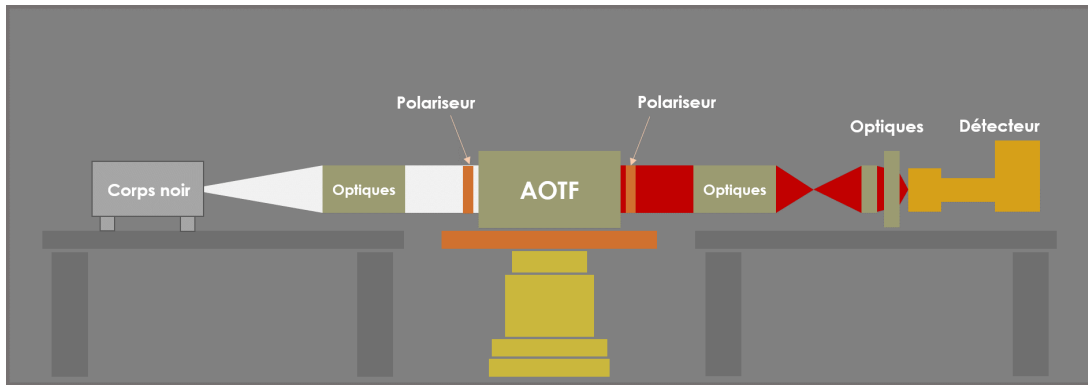 Polariseur
Polariseur
Optiques
Détecteur
Corps noir
Optiques
AOTF
Optiques